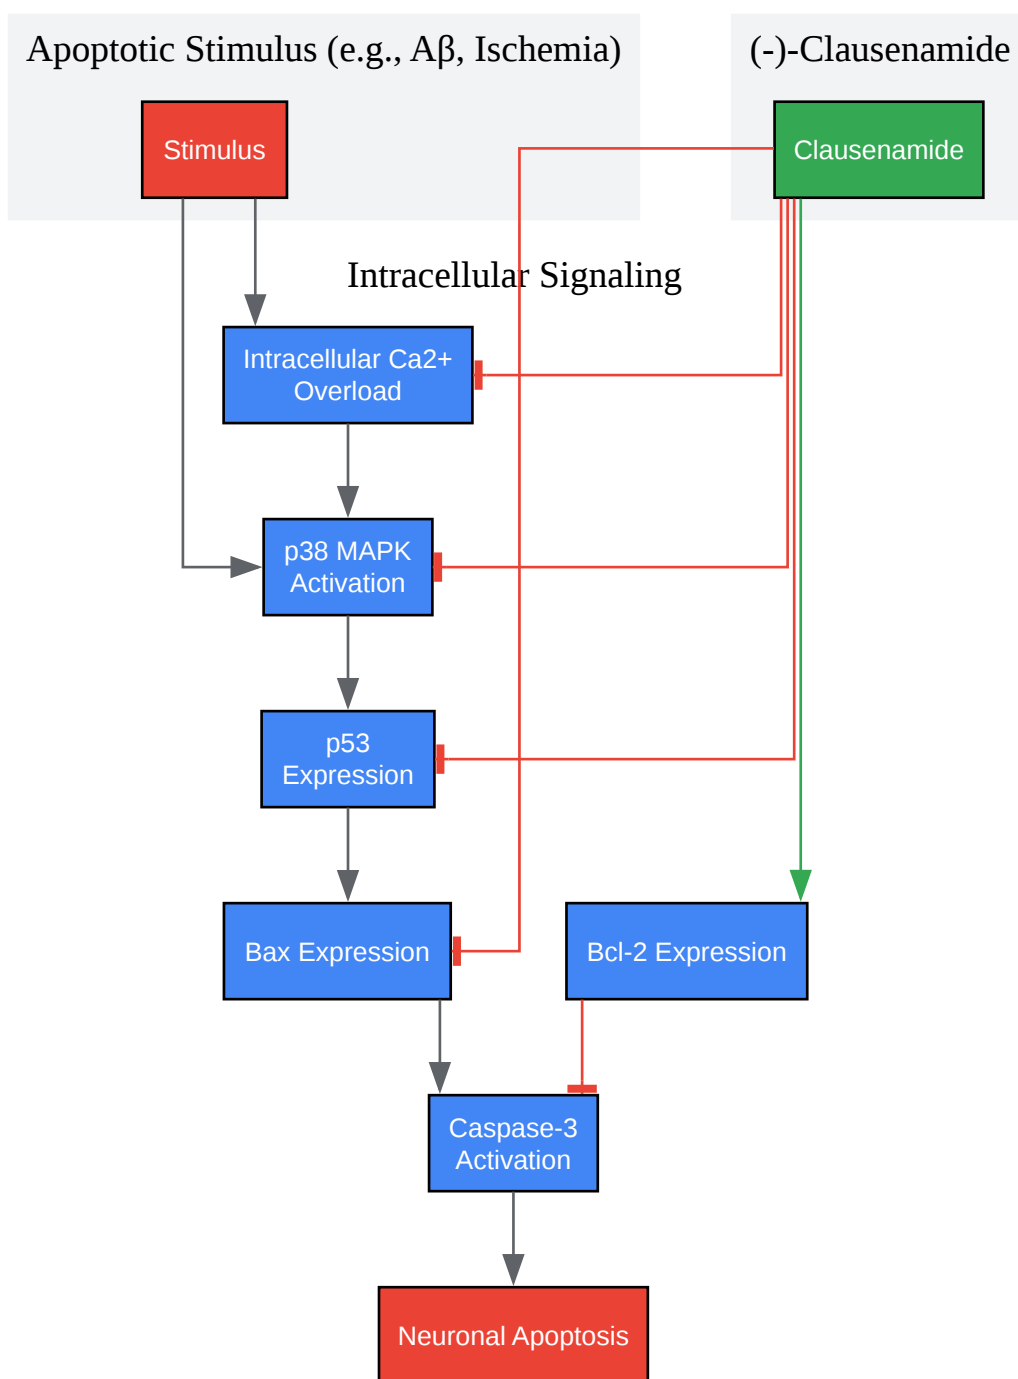 Apoptotic Stimulus (e.g., Aβ, Ischemia)
(-)-Clausenamide
Stimulus
Clausenamide
Intracellular Signaling
Intracellular Ca2+
Overload
p38 MAPK
Activation
p53
Expression
Bax Expression
Bcl-2 Expression
Caspase-3
Activation
Neuronal Apoptosis